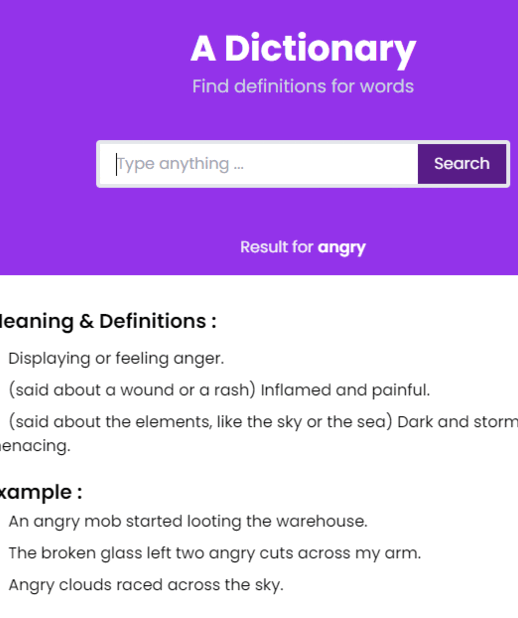 A Dictionary
Find definitions for words
Type anything ...
Search
Result for angry
eaning & Definitions :
Displaying or feeling anger.
(said about a wound or a rash) Inflamed and painful.
(said about the elements, like the sky or the sea) Dark and storm
enacing.
xample :
An angry mob started looting the warehouse.
The broken glass left two angry cuts across my arm.
Angry clouds raced across the sky.